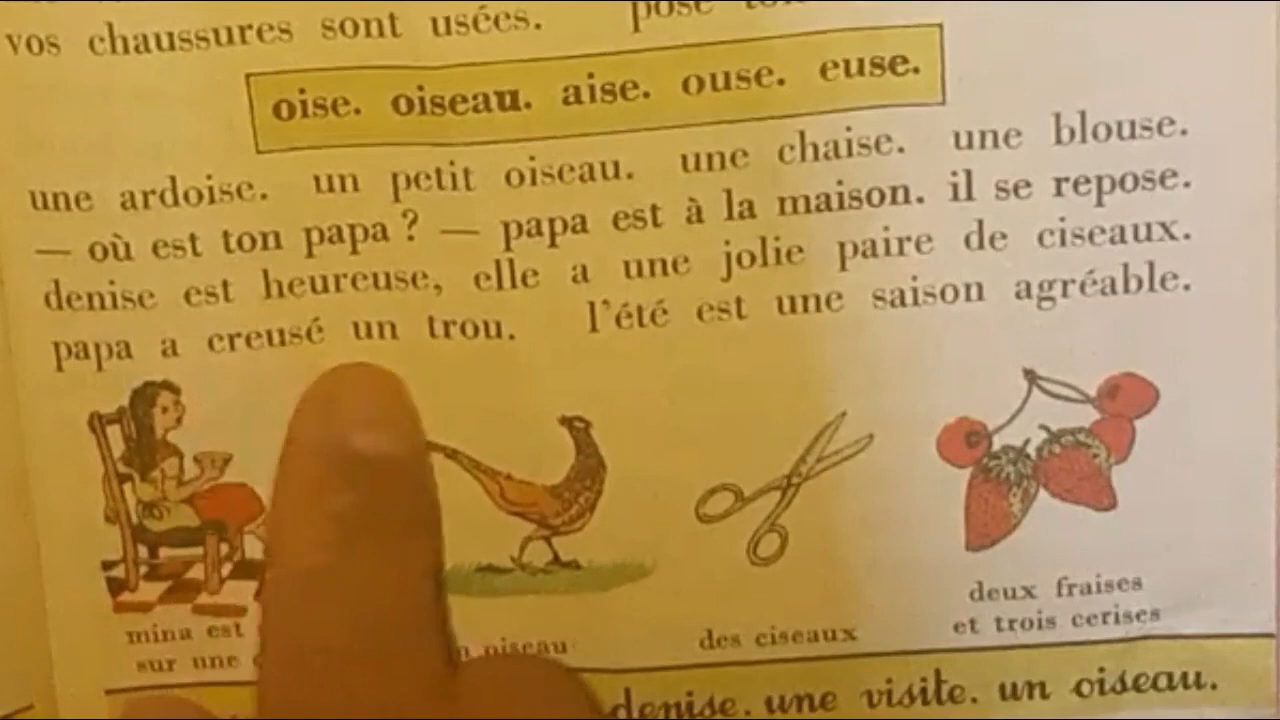 vos chaussures sont usées. pose
oise. oiseau. aise. ouse. euse.
une ardoise. un petit oiseau. une chaise. une blouse.
— où est ton papa ? — papa est à la maison. il se repose.
denise est heureuse, elle a une jolie paire de ciseaux.
papa a creusé un trou. l'été est une saison agréable.
mina est
sur une
oiseau
des ciseaux
deux fraises
et trois cerises
denise. une visite. un oiseau.